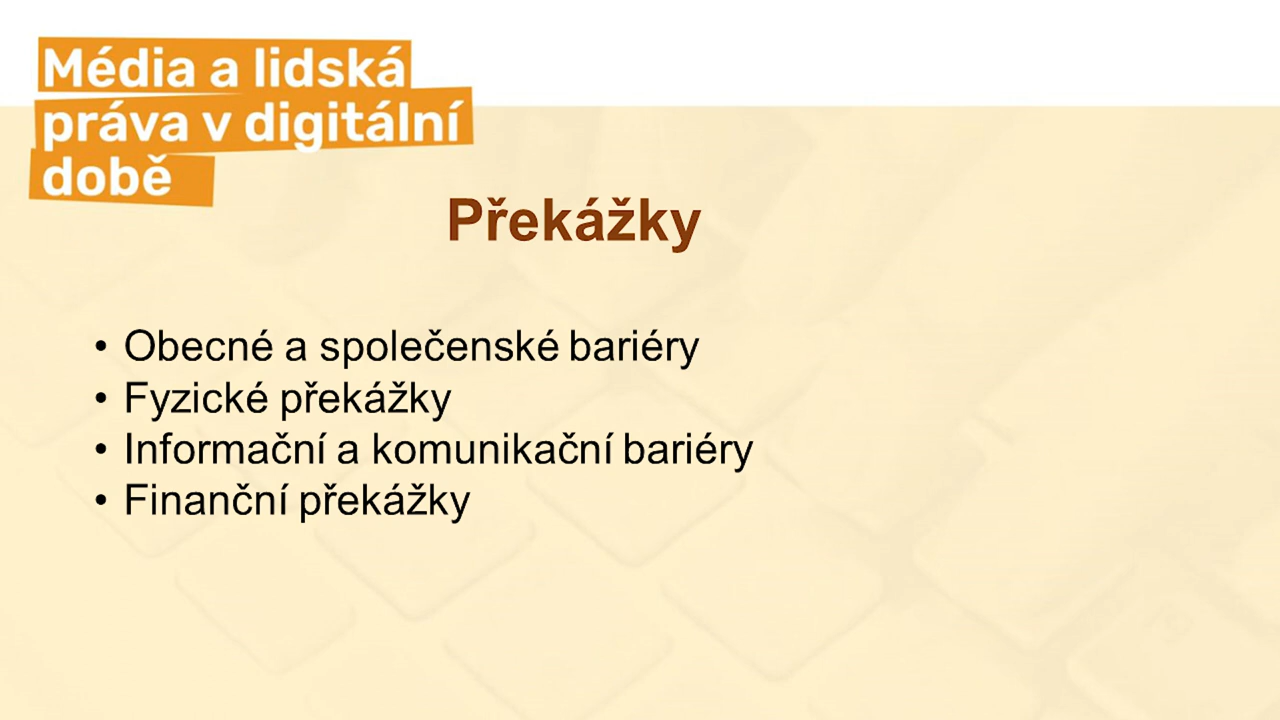 Média a lidská
práva v digitální
době
Překážky
• Obecné a společenské bariéry
• Fyzické překážky
• Informační a komunikační bariéry
• Finanční překážky